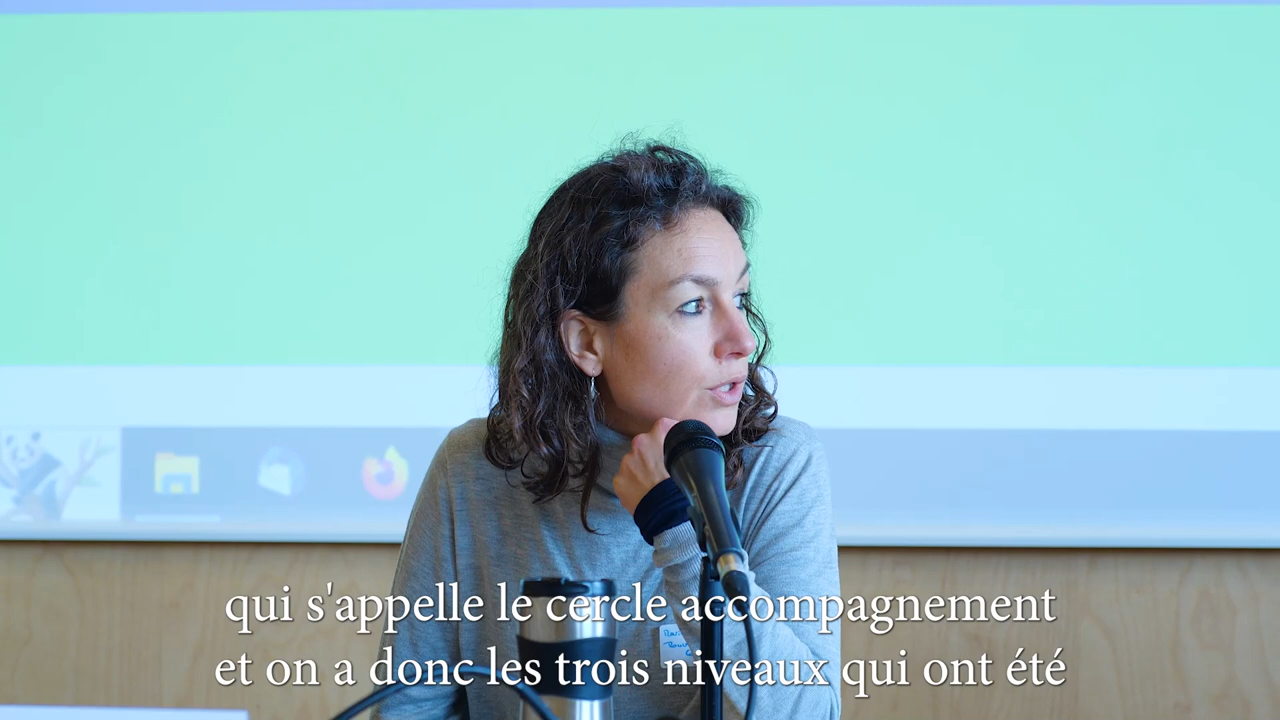 qui s'appelle le cercle accompagnement
et on a donc les trois niveaux qui ont été